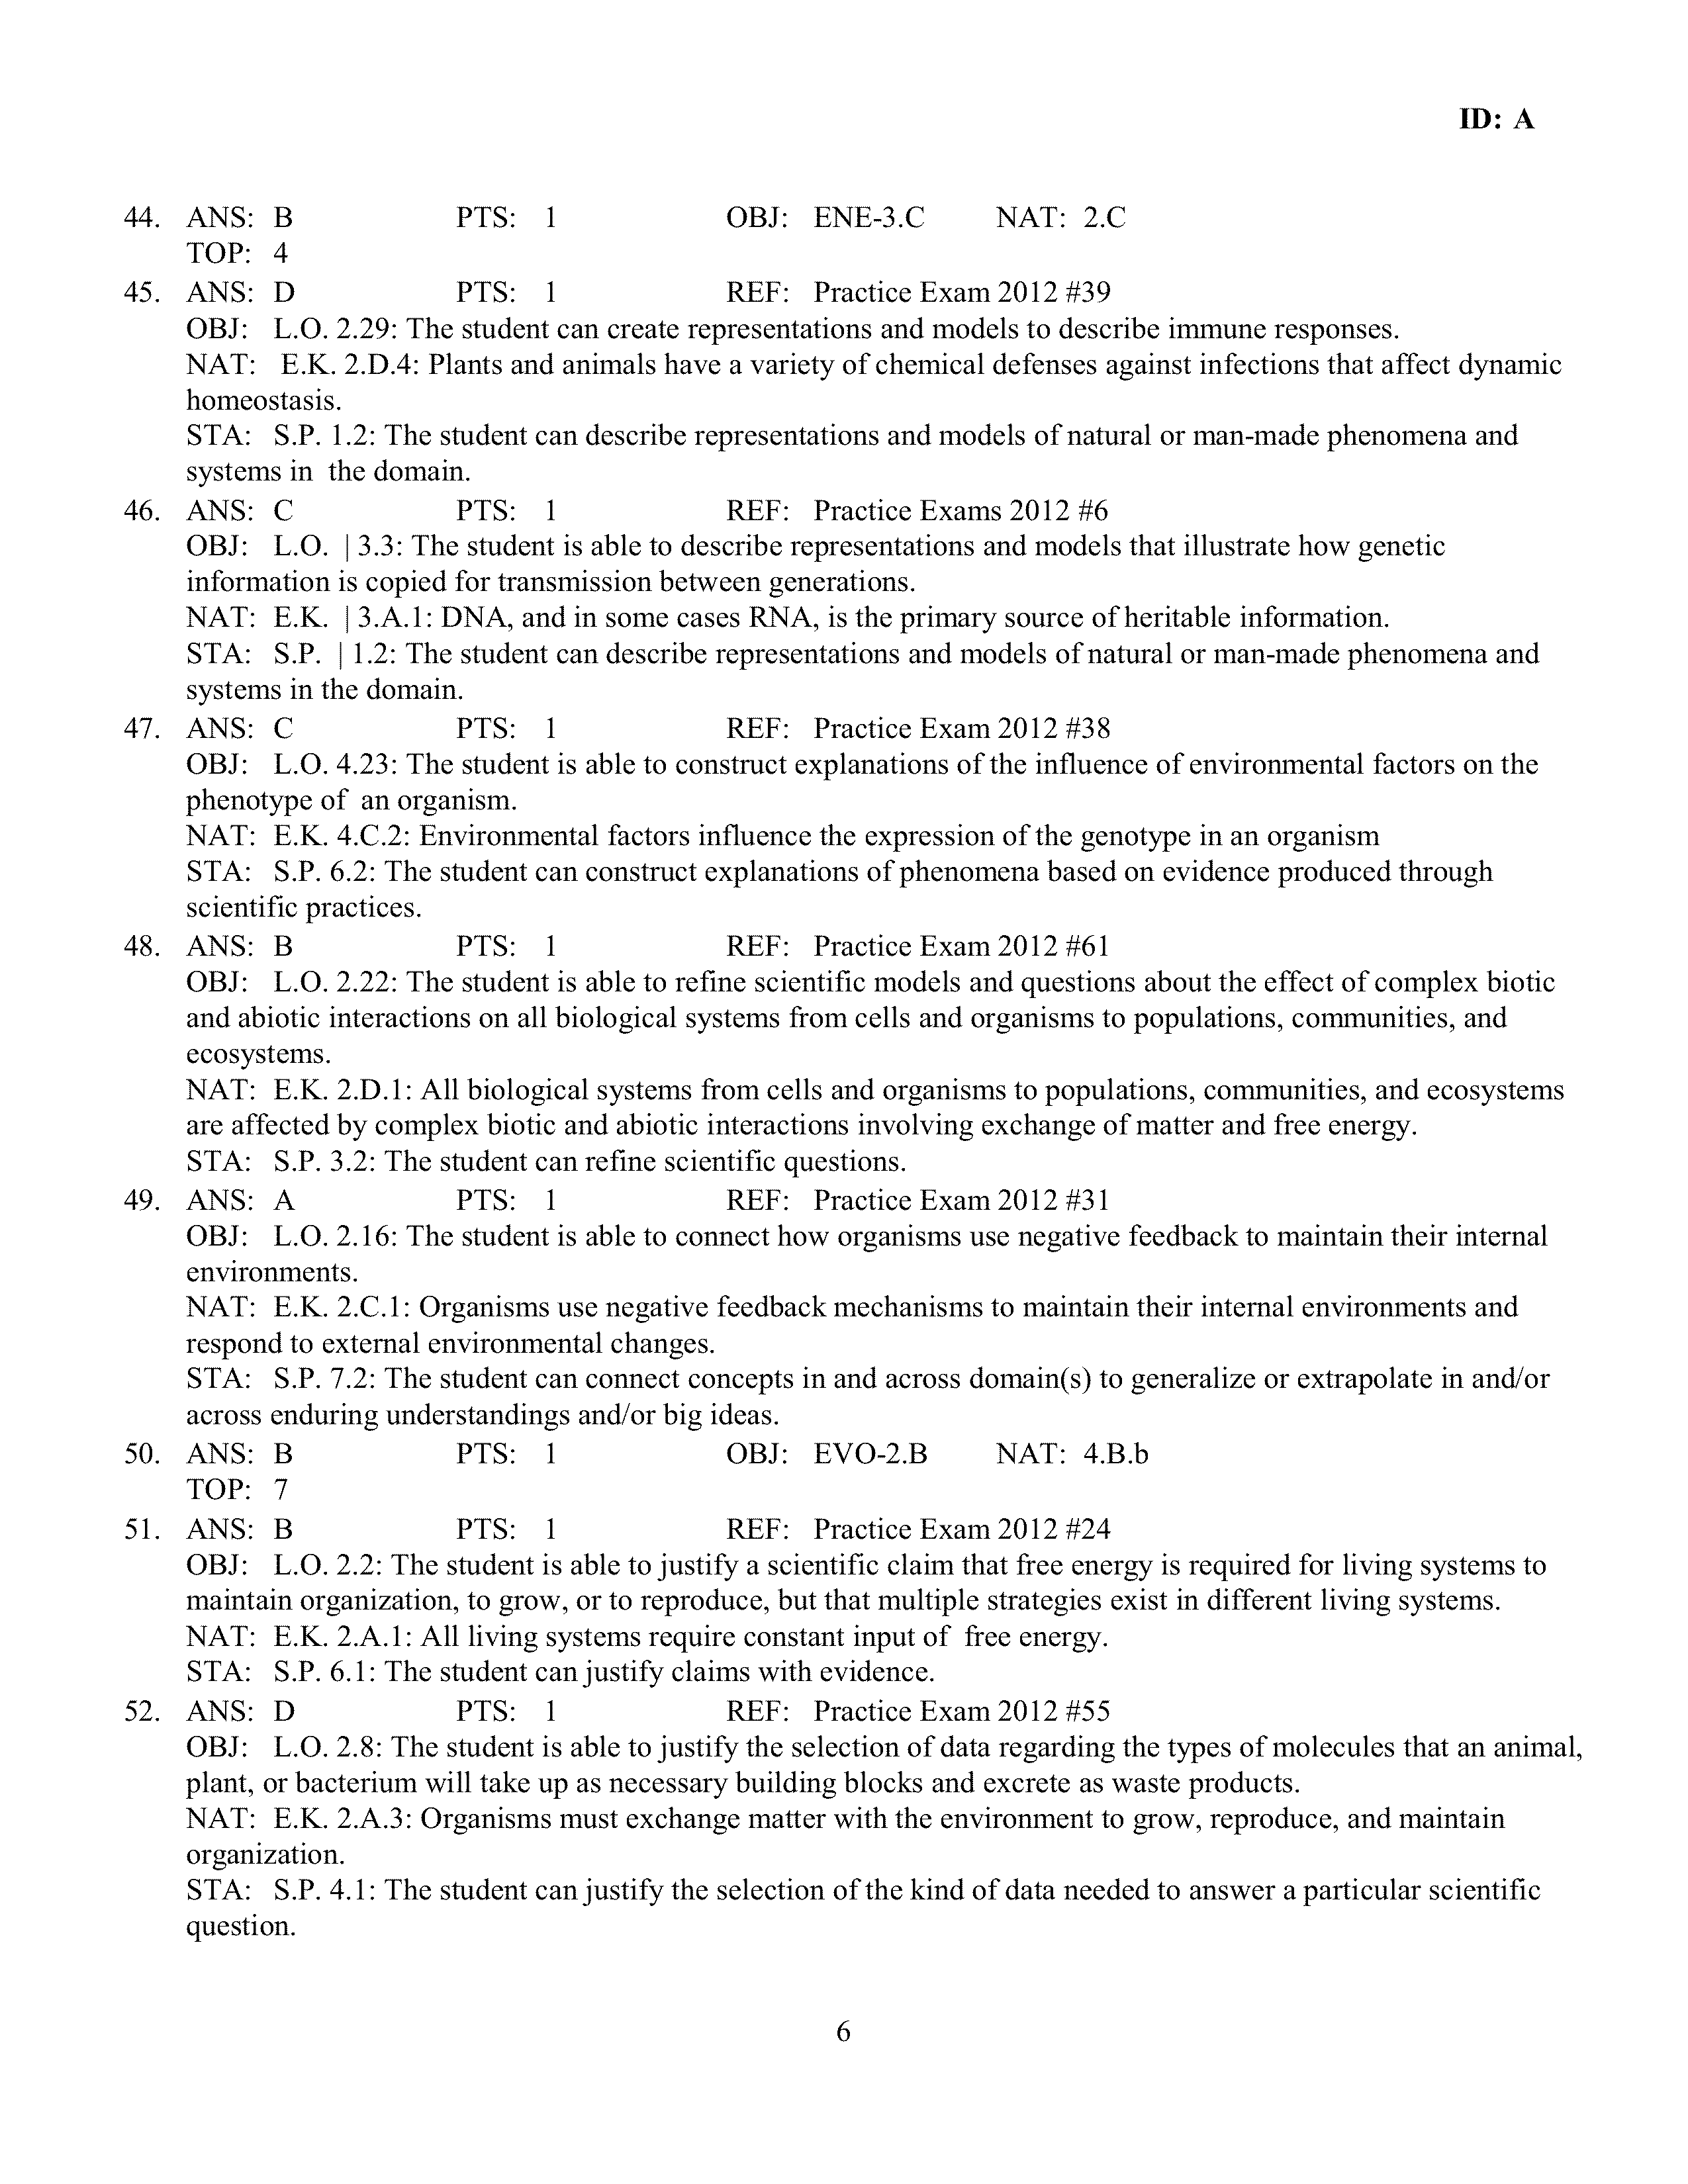 ID: A
44. ANS: B PTS: 1 OBJ: ENE-3.C NAT: 2.C
TOP: 4
45. ANS: D PTS: 1 REF: Practice Exam 2012 #39
OBJ: L.O. 2.29: The student can create representations and models to describe immune responses.
NAT: E.K. 2.D.4: Plants and animals have a variety of chemical defenses against infections that affect dynamic
homeostasis.
STA: S.P. 1.2: The student can describe representations and models of natural or man-made phenomena and
systems in the domain.
46. ANS: C PTS: 1 REF: Practice Exams 2012 #6
OBJ: L.O. | 3.3: The student is able to describe representations and models that illustrate how genetic
information is copied for transmission between generations.
NAT: E.K. | 3.A.1: DNA, and in some cases RNA, is the primary source of heritable information.
STA: S.P. | 1.2: The student can describe representations and models of natural or man-made phenomena and
systems in the domain.
47. ANS: C PTS: 1 REF: Practice Exam 2012 #38
OBJ: L.O. 4.23: The student is able to construct explanations of the influence of environmental factors on the
phenotype of an organism.
NAT: E.K. 4.C.2: Environmental factors influence the expression of the genotype in an organism
STA: S.P. 6.2: The student can construct explanations of phenomena based on evidence produced through
scientific practices.
48. ANS: B PTS: 1 REF: Practice Exam 2012 #61
OBJ: L.O. 2.22: The student is able to refine scientific models and questions about the effect of complex biotic
and abiotic interactions on all biological systems from cells and organisms to populations, communities, and
ecosystems.
NAT: E.K. 2.D.1: All biological systems from cells and organisms to populations, communities, and ecosystems
are affected by complex biotic and abiotic interactions involving exchange of matter and free energy.
STA: S.P. 3.2: The student can refine scientific questions.
49. ANS: A PTS: 1 REF: Practice Exam 2012 #31
OBJ: L.O. 2.16: The student is able to connect how organisms use negative feedback to maintain their internal
environments.
NAT: E.K. 2.C.1: Organisms use negative feedback mechanisms to maintain their internal environments and
respond to external environmental changes.
STA: S.P. 7.2: The student can connect concepts in and across domain(s) to generalize or extrapolate in and/or
across enduring understandings and/or big ideas.
50. ANS: B PTS: 1 OBJ: EVO-2.B NAT: 4.B.b
TOP: 7
51. ANS: B PTS: 1 REF: Practice Exam 2012 #24
OBJ: L.O. 2.2: The student is able to justify a scientific claim that free energy is required for living systems to
maintain organization, to grow, or to reproduce, but that multiple strategies exist in different living systems.
NAT: E.K. 2.A.1: All living systems require constant input of free energy.
STA: S.P. 6.1: The student can justify claims with evidence.
52. ANS: D PTS: 1 REF: Practice Exam 2012 #55
OBJ: L.O. 2.8: The student is able to justify the selection of data regarding the types of molecules that an animal,
plant, or bacterium will take up as necessary building blocks and excrete as waste products.
NAT: E.K. 2.A.3: Organisms must exchange matter with the environment to grow, reproduce, and maintain
organization.
STA: S.P. 4.1: The student can justify the selection of the kind of data needed to answer a particular scientific
question.
6